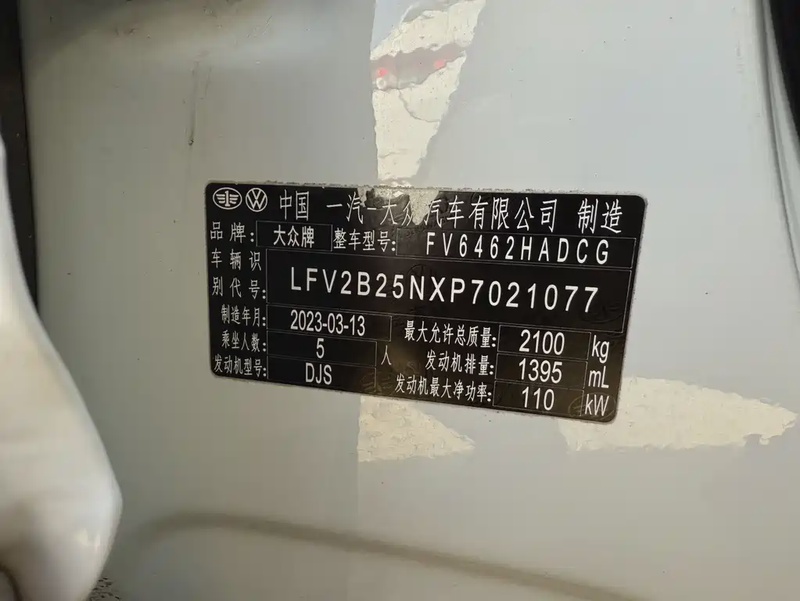 中国 一汽-大众汽车有限公司 制造
品牌: 大众牌 整车型号: FV6462HADCG
车辆识别代号: LFV2B25NXP7021077
制造年月: 2023-03-13 最大允许总质量: 2100 kg
乘坐人数: 5 人 发动机排量: 1395 mL
发动机型号: DJS 发动机最大净功率: 110 kW